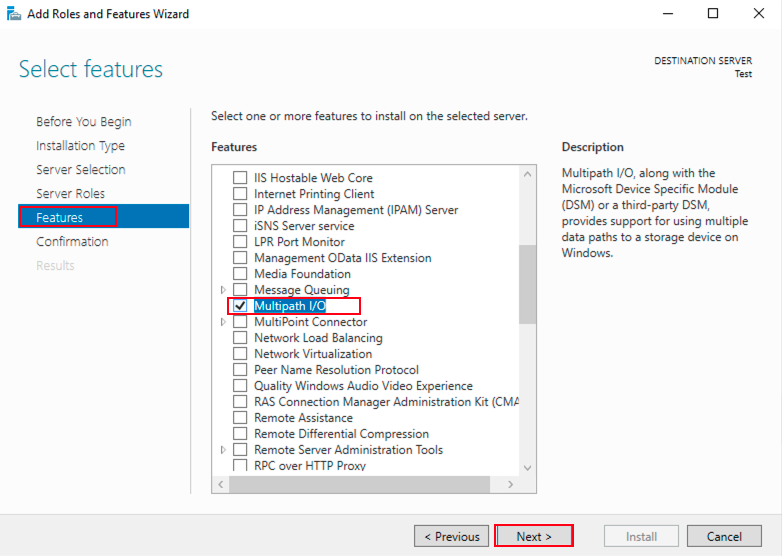 Add Roles and Features Wizard
Select features
DESTINATION SERVER
Test
Before You Begin
Installation Type
Server Selection
Server Roles
Features
Confirmation
Results
Select one or more features to install on the selected server.
Features
IIS Hostable Web Core
Internet Printing Client
IP Address Management (IPAM) Server
iSNS Server service
LPR Port Monitor
Management OData IIS Extension
Media Foundation
Message Queuing
Multipath I/O
MultiPoint Connector
Network Load Balancing
Network Virtualization
Peer Name Resolution Protocol
Quality Windows Audio Video Experience
RAS Connection Manager Administration Kit (CMA
Remote Assistance
Remote Differential Compression
Remote Server Administration Tools
RPC over HTTP Proxy
Description
Multipath I/O, along with the
Microsoft Device Specific Module
(DSM) or a third-party DSM,
provides support for using multiple
data paths to a storage device on
Windows.
< Previous
Next >
Install
Cancel